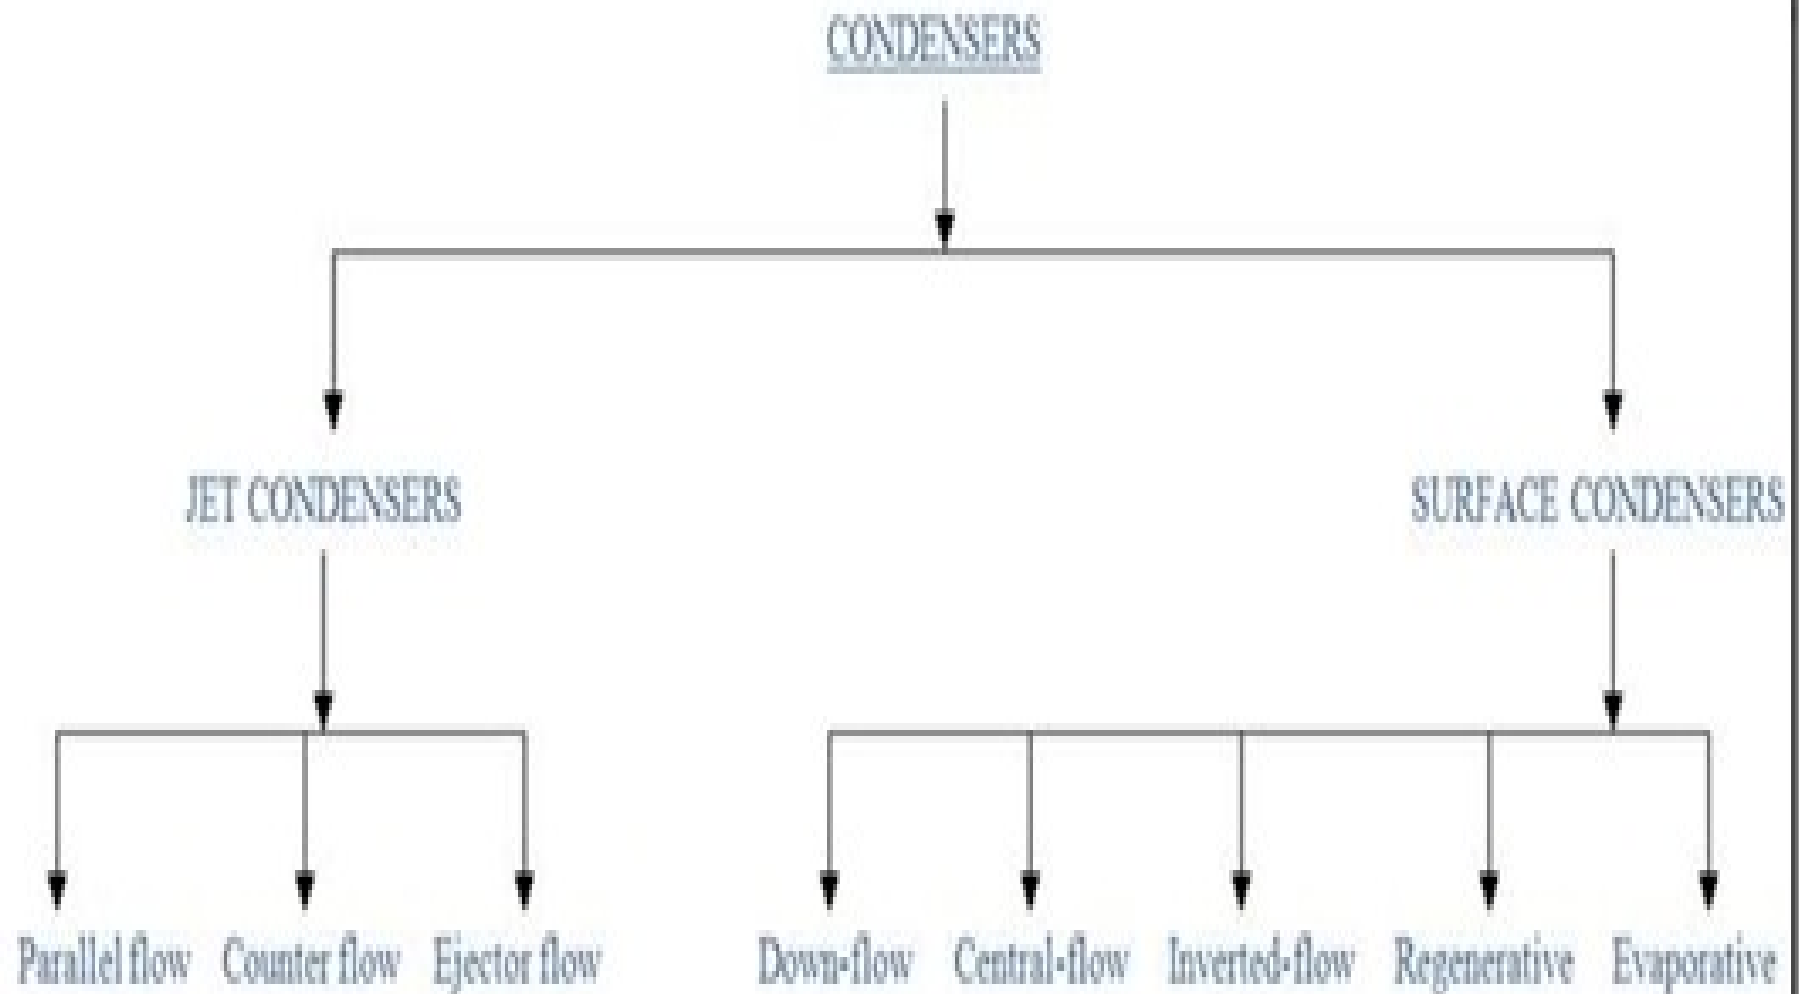 CONDENSERS
JET CONDENSERS
SURFACE CONDENSERS
Parallel flow
Counter flow
Ejector flow
Down-flow
Central-flow
Inverted-flow
Regenerative
Evaporative